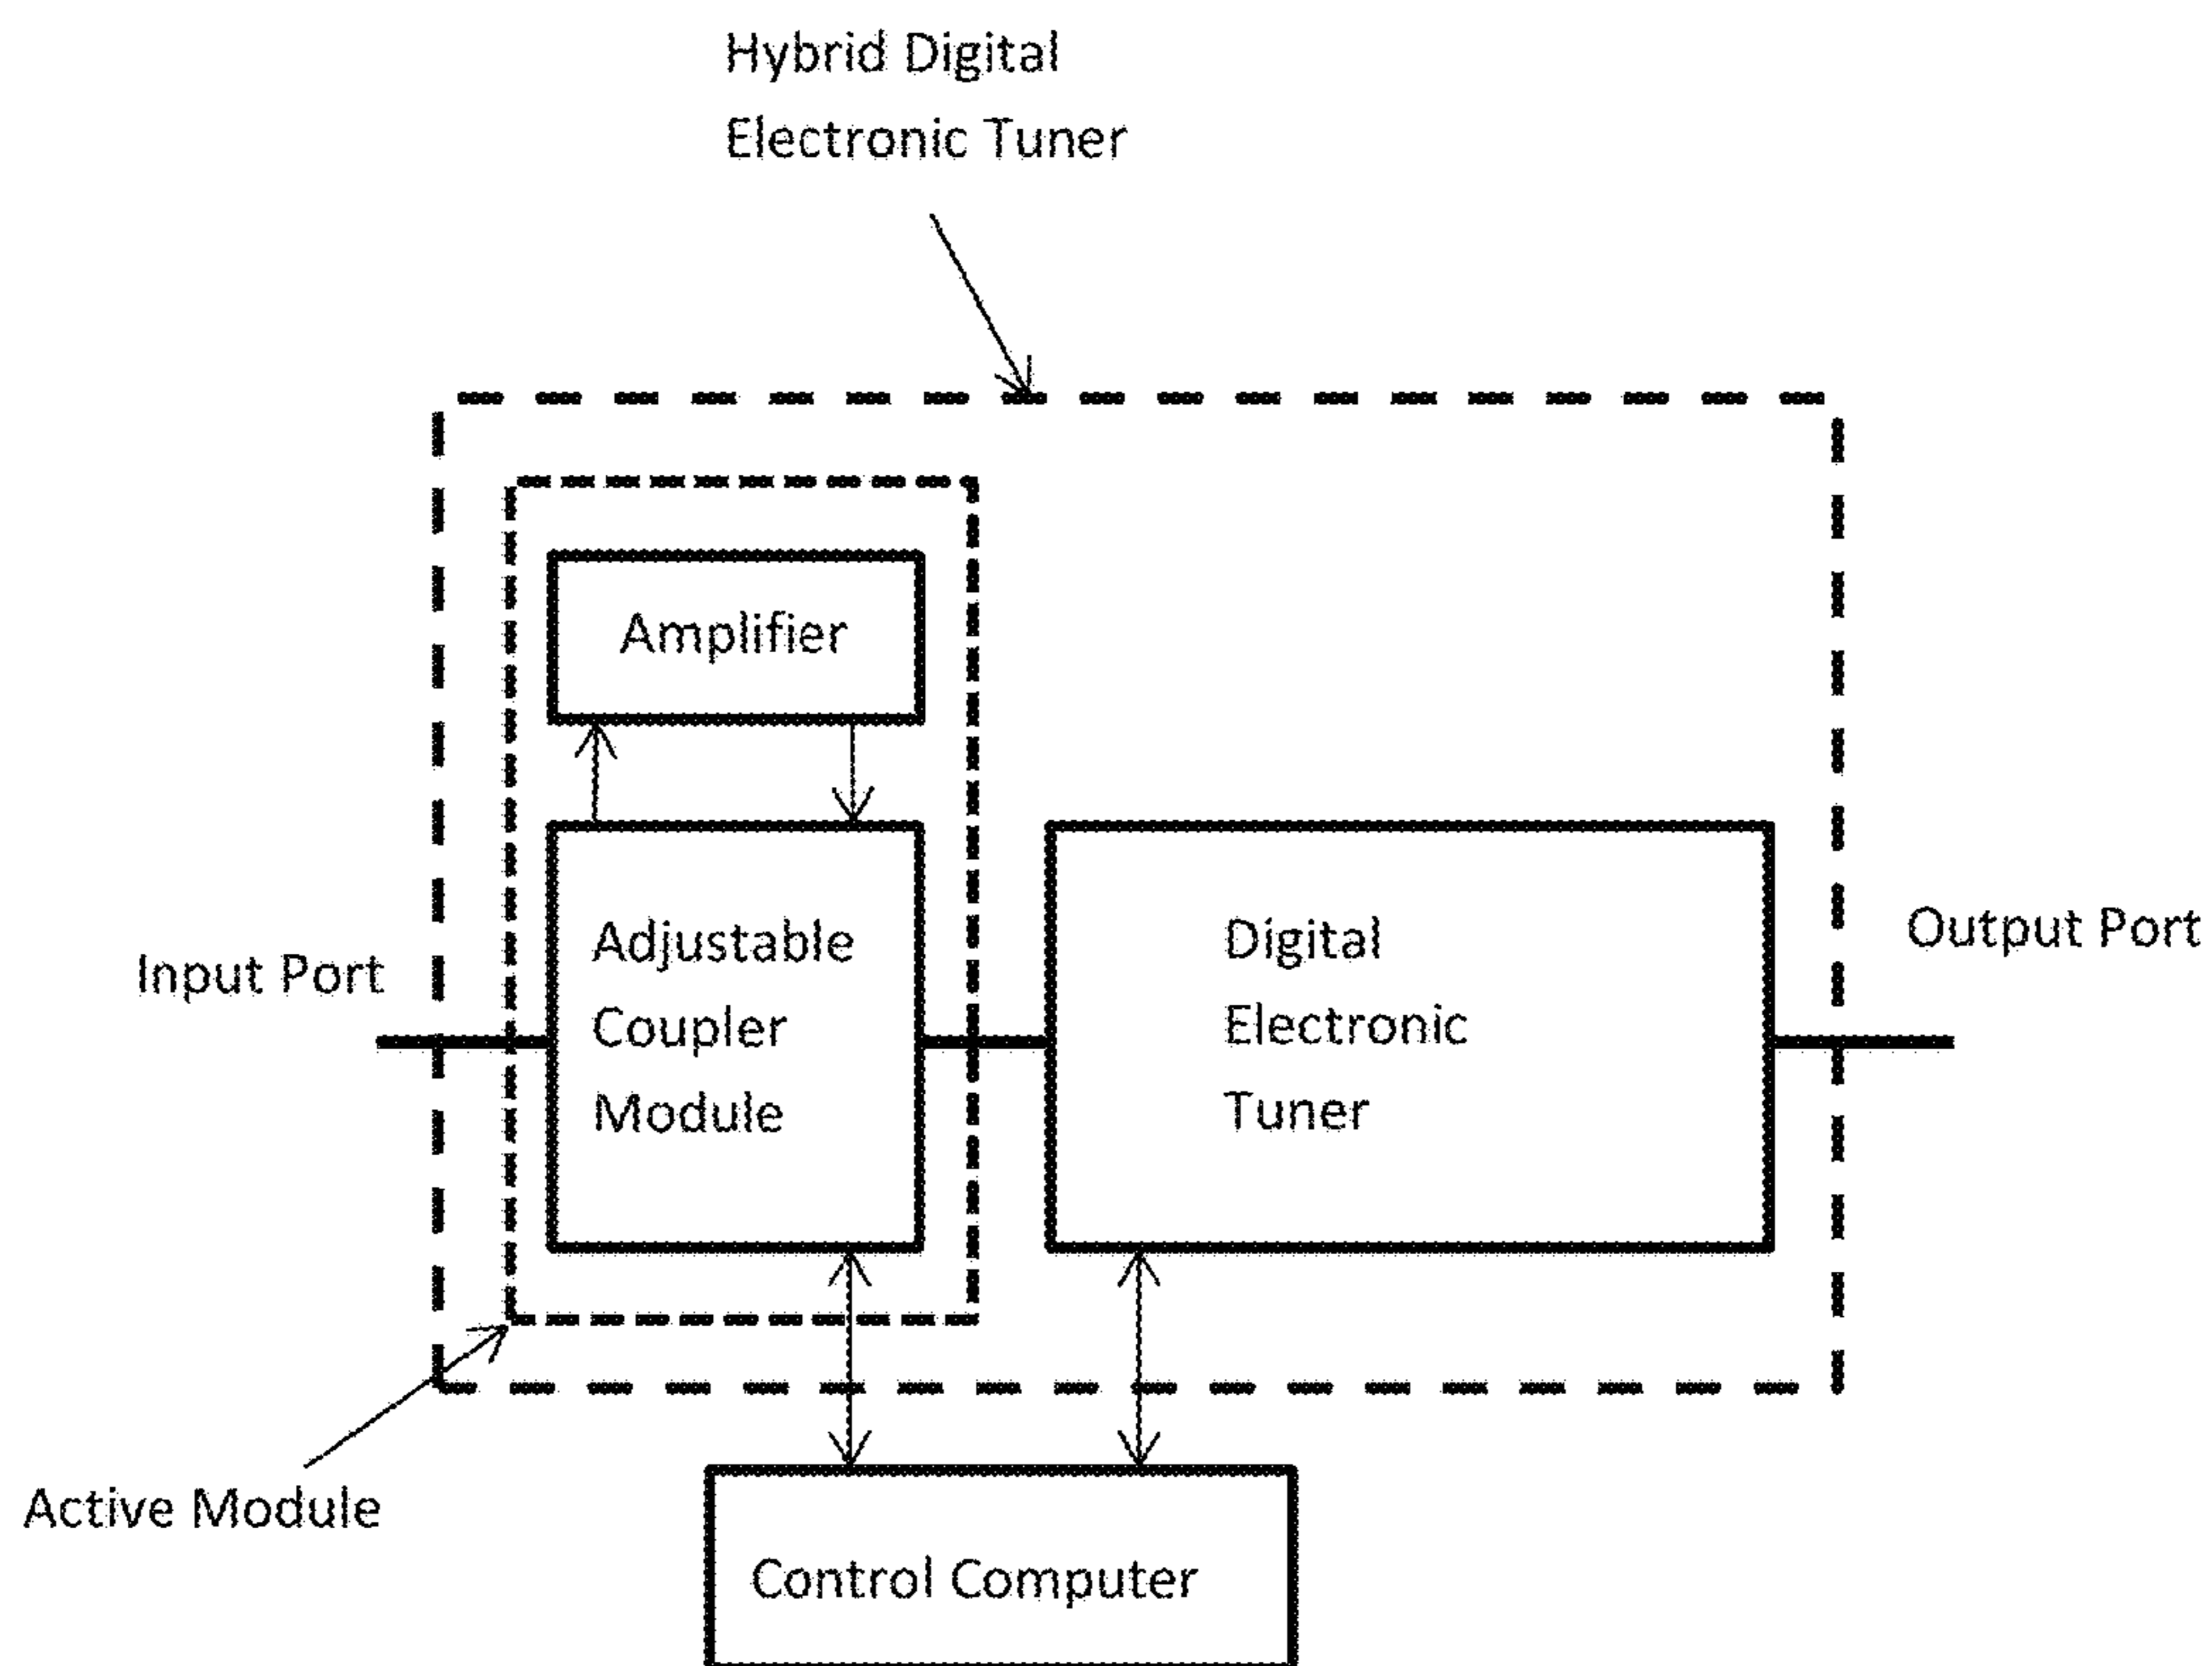 Hybrid Digital
Electronic Tuner
Amplifier
Input Port
Adjustable
Coupler
Module
Digital
Electronic
Tuner
Output Port
Active Module
Control Computer